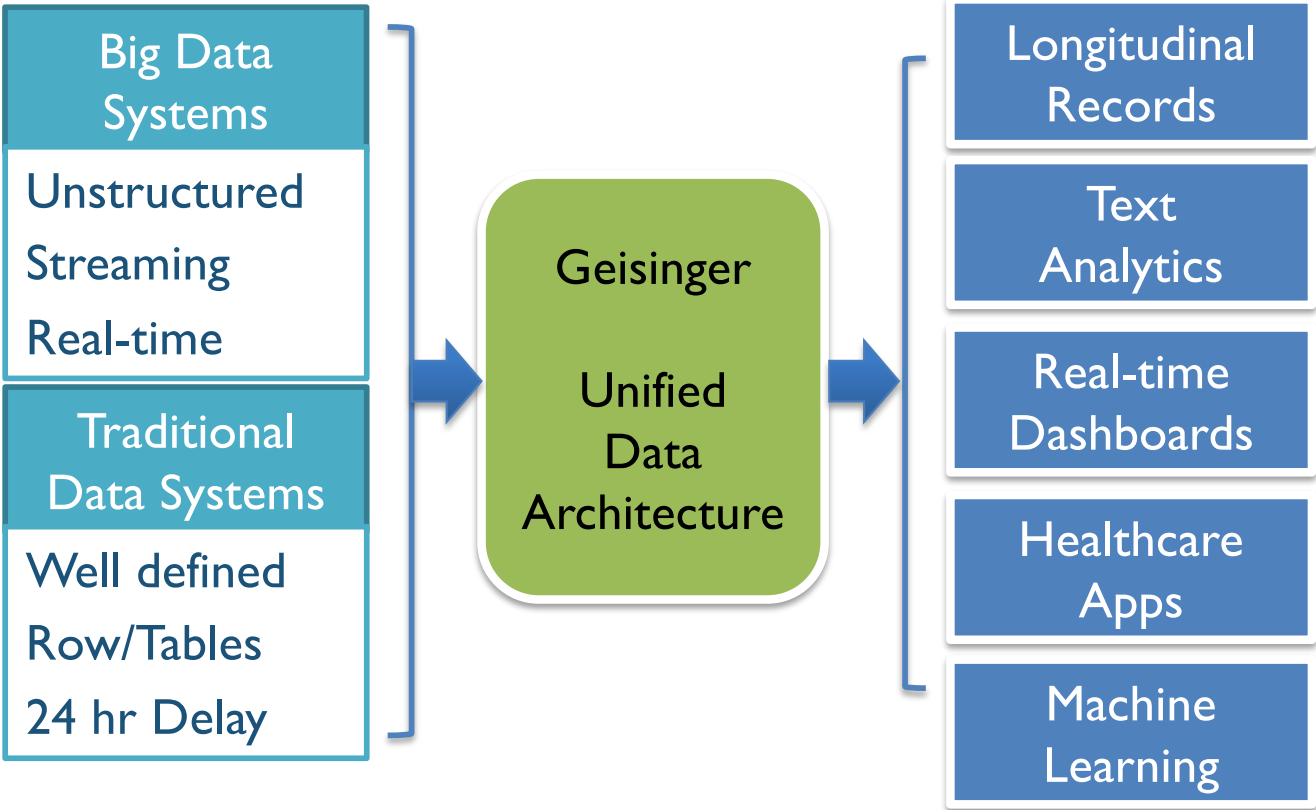 Big Data
Systems
Unstructured
Streaming
Real-time
Traditional
Data Systems
Well defined
Row/Tables
24 hr Delay
Geisinger
Unified
Data
Architecture
Longitudinal
Records
Text
Analytics
Real-time
Dashboards
Healthcare
Apps
Machine
Learning